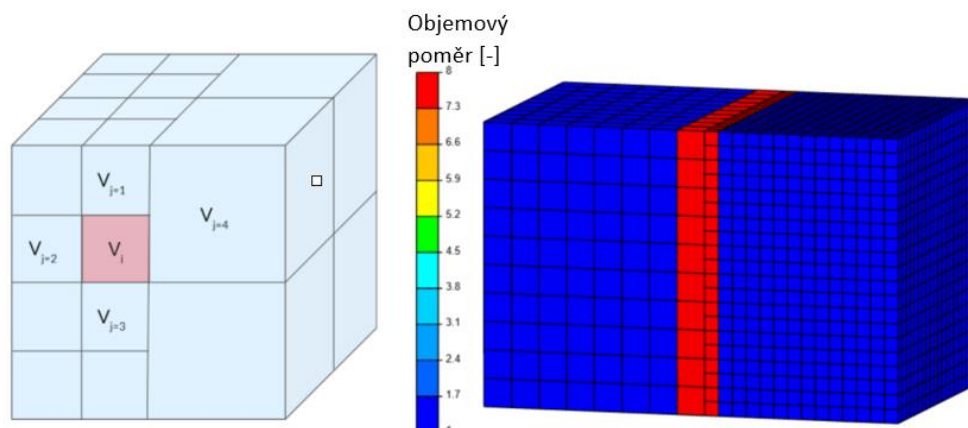 Objemový
poměr [-]
V j=1
V j=2
V i
V j=3
V j=4
8
7.3
6.6
5.9
5.2
4.5
3.8
3.1
2.4
1.7